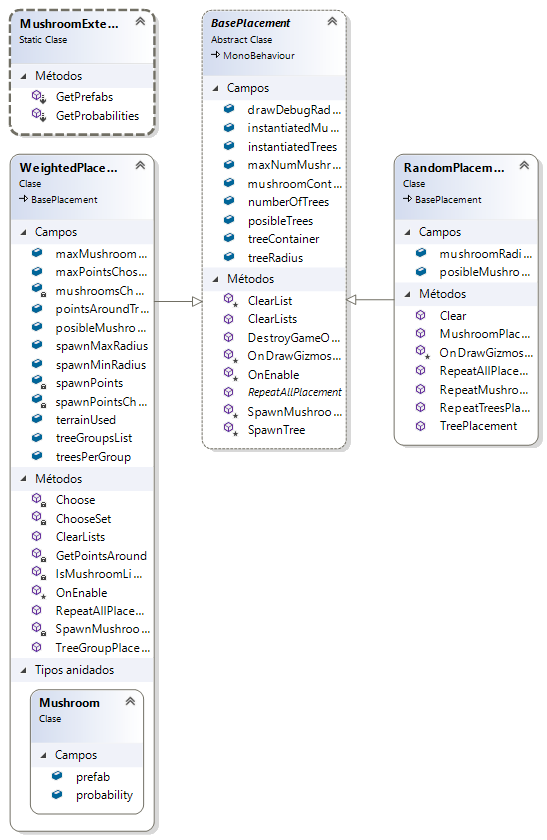 MushroomExte...
Static Clase
Métodos
GetPrefabs
GetProbabilities
WeightedPlace...
Clase
BasePlacement
Campos
maxMushroom...
maxPointsChos...
mushroomsCh...
pointsAroundTr...
posibleMushro...
spawnMaxRadius
spawnMinRadius
spawnPoints
spawnPointsCh...
terrainUsed
treeGroupsList
treesPerGroup
Métodos
Choose
ChooseSet
ClearLists
GetPointsAround
IsMushroomLi...
OnEnable
RepeatAllPlace...
SpawnMushroo...
TreeGroupPlace...
Tipos anidados
Mushroom
Clase
Campos
prefab
probability
BasePlacement
Abstract Clase
MonoBehaviour
Campos
drawDebugRad...
instantiatedMu...
instantiatedTrees
maxNumMushr...
mushroomCont...
numberOfTrees
posibleTrees
treeContainer
treeRadius
Métodos
ClearList
ClearLists
DestroyGameO...
OnDrawGizmos...
OnEnable
RepeatAllPlacement
SpawnMushroo...
SpawnTree
RandomPlacem...
Clase
BasePlacement
Campos
mushroomRadi...
posibleMushro...
Métodos
Clear
MushroomPlac...
OnDrawGizmos...
RepeatAllPlace...
RepeatMushro...
RepeatTreesPla...
TreePlacement